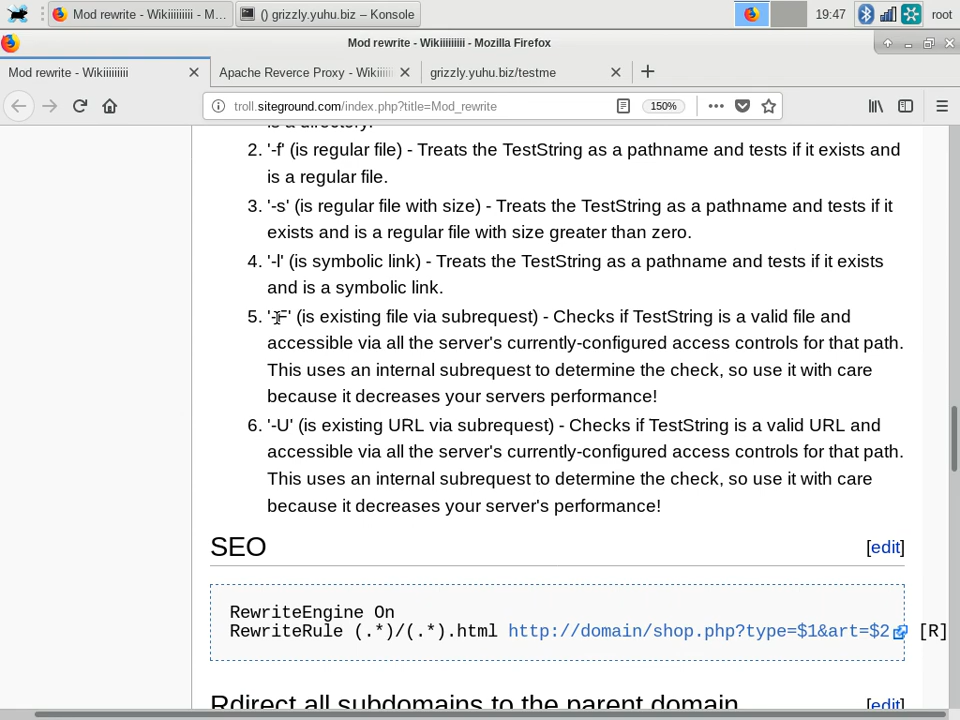 Mod rewrite - Wikiiiiiiiii - M...
() grizzly.yuhu.biz – Konsole
19:47
root
Mod rewrite - Wikiiiiiiiii - Mozilla Firefox
Mod rewrite - Wikiiiiiiiii
Apache Reverce Proxy - Wikiiii
grizzly.yuhu.biz/testme
troll.siteground.com/index.php?title=Mod_rewrite
150%
is a directory.
2. '-f' (is regular file) - Treats the TestString as a pathname and tests if it exists and
is a regular file.
3. '-s' (is regular file with size) - Treats the TestString as a pathname and tests if it
exists and is a regular file with size greater than zero.
4. '-l' (is symbolic link) - Treats the TestString as a pathname and tests if it exists
and is a symbolic link.
5. '-F' (is existing file via subrequest) - Checks if TestString is a valid file and
accessible via all the server's currently-configured access controls for that path.
This uses an internal subrequest to determine the check, so use it with care
because it decreases your servers performance!
6. '-U' (is existing URL via subrequest) - Checks if TestString is a valid URL and
accessible via all the server's currently-configured access controls for that path.
This uses an internal subrequest to determine the check, so use it with care
because it decreases your server's performance!
SEO [edit]
RewriteEngine On
RewriteRule (.*)/(.*).html http://domain/shop.php?type=$1&art=$2 [R]
Rdirect all subdomains to the parent domain [edit]